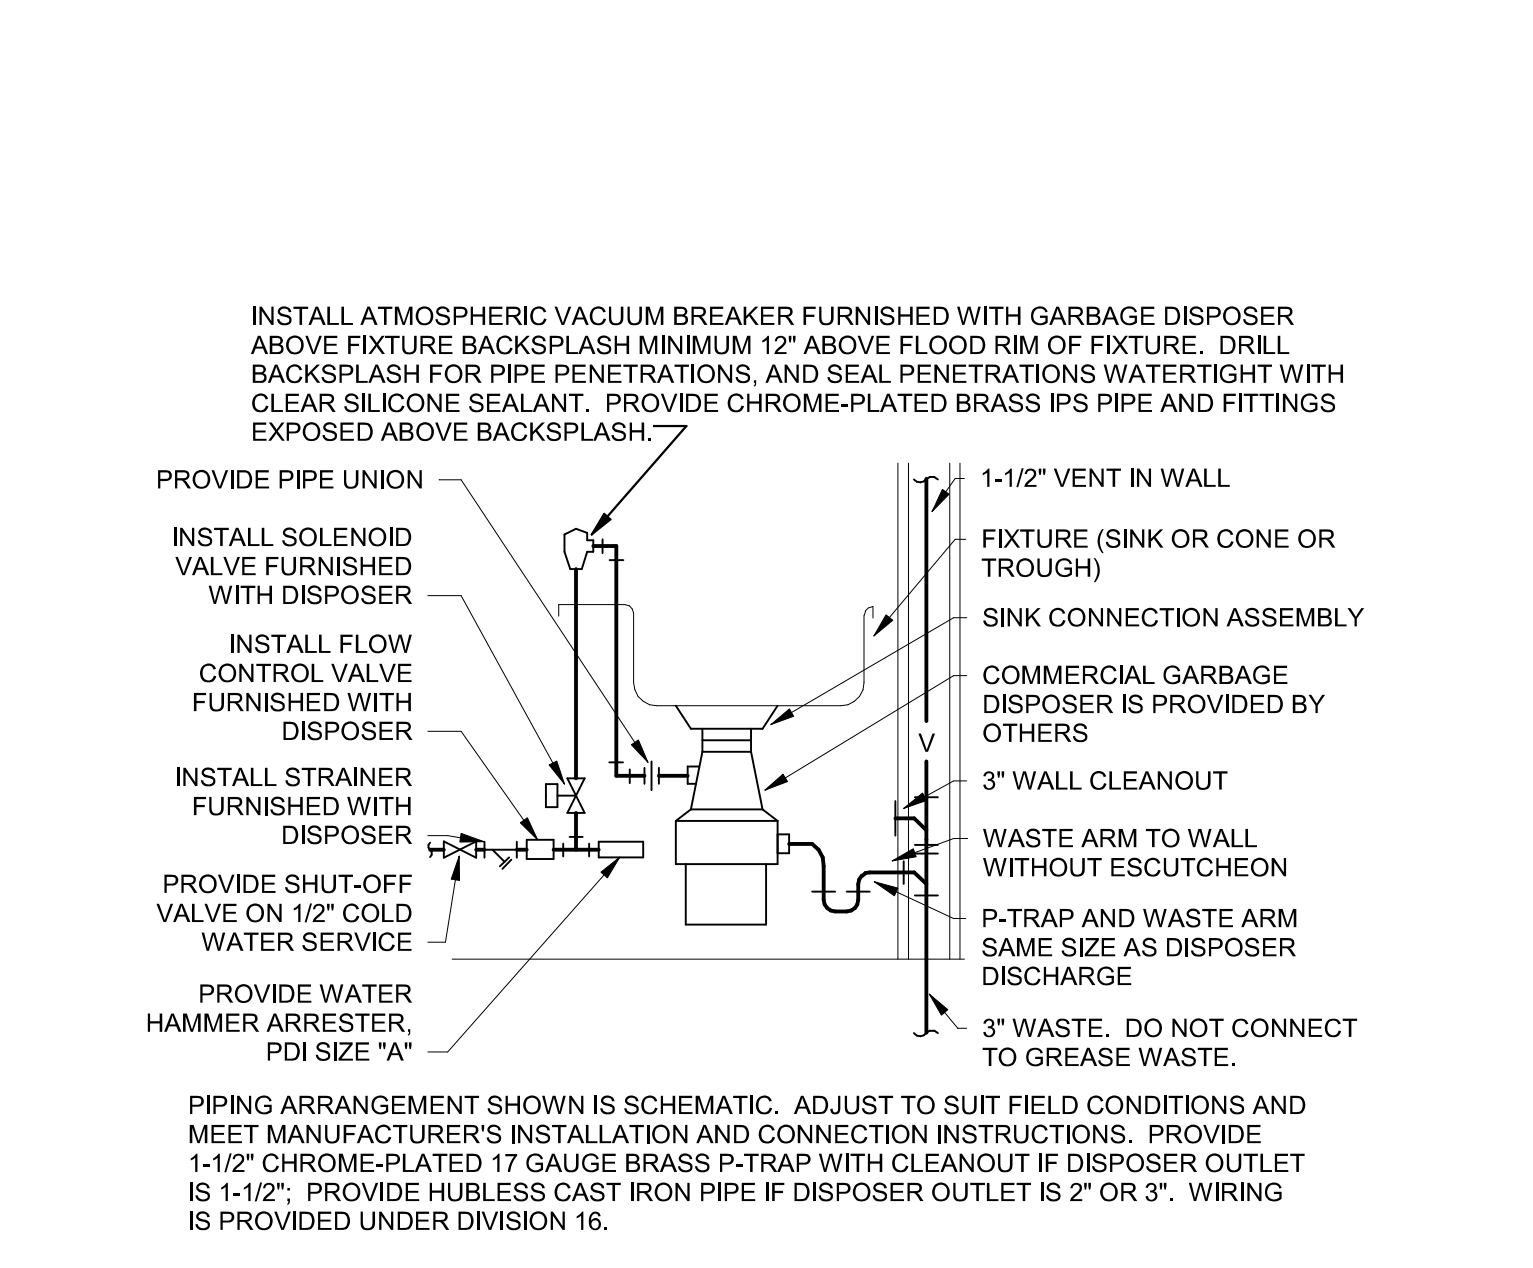 INSTALL ATMOSPHERIC VACUUM BREAKER FURNISHED WITH GARBAGE DISPOSER
ABOVE FIXTURE BACKSPLASH MINIMUM 12" ABOVE FLOOD RIM OF FIXTURE.  DRILL
BACKSPLASH FOR PIPE PENETRATIONS, AND SEAL PENETRATIONS WATERTIGHT WITH
CLEAR SILICONE SEALANT.  PROVIDE CHROME-PLATED BRASS IPS PIPE AND FITTINGS
EXPOSED ABOVE BACKSPLASH.
PROVIDE PIPE UNION
INSTALL SOLENOID
VALVE FURNISHED
WITH DISPOSER
INSTALL FLOW
CONTROL VALVE
FURNISHED WITH
DISPOSER
INSTALL STRAINER
FURNISHED WITH
DISPOSER
PROVIDE SHUT-OFF
VALVE ON 1/2" COLD
WATER SERVICE
PROVIDE WATER
HAMMER ARRESTER,
PDI SIZE "A"
1-1/2" VENT IN WALL
FIXTURE (SINK OR CONE OR
TROUGH)
SINK CONNECTION ASSEMBLY
COMMERCIAL GARBAGE
DISPOSER IS PROVIDED BY
OTHERS
V
3" WALL CLEANOUT
WASTE ARM TO WALL
WITHOUT ESCUTCHEON
P-TRAP AND WASTE ARM
SAME SIZE AS DISPOSER
DISCHARGE
3" WASTE.  DO NOT CONNECT
TO GREASE WASTE.
PIPING ARRANGEMENT SHOWN IS SCHEMATIC.  ADJUST TO SUIT FIELD CONDITIONS AND
MEET MANUFACTURER'S INSTALLATION AND CONNECTION INSTRUCTIONS.  PROVIDE
1-1/2" CHROME-PLATED 17 GAUGE BRASS P-TRAP WITH CLEANOUT IF DISPOSER OUTLET
IS 1-1/2";  PROVIDE HUBLESS CAST IRON PIPE IF DISPOSER OUTLET IS 2" OR 3".  WIRING
IS PROVIDED UNDER DIVISION 16.